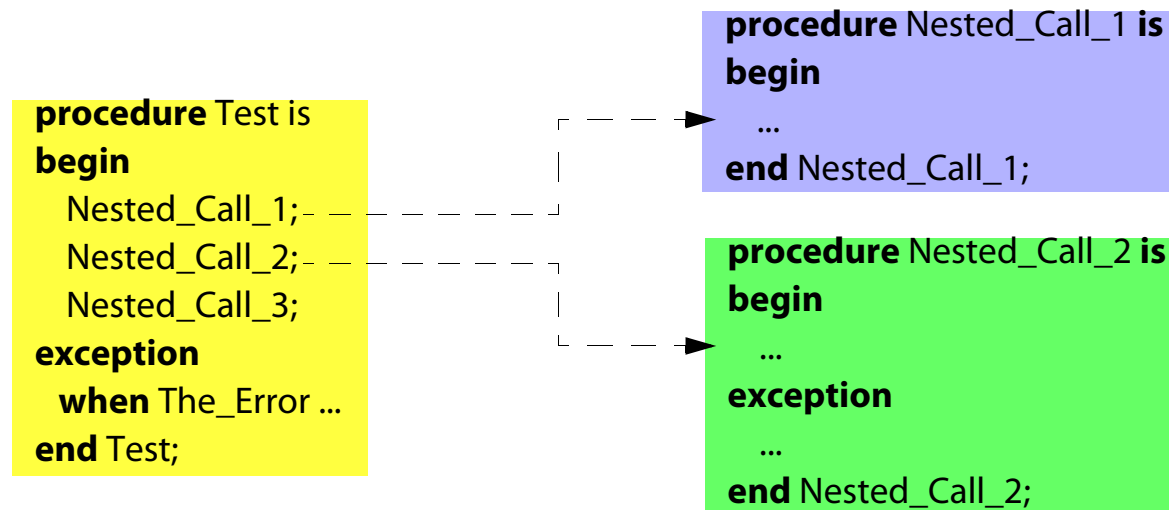 procedure Test is
begin
Nested_Call_1;
Nested_Call_2;
Nested_Call_3;
exception
when The_Error ...
end Test;
procedure Nested_Call_1 is
begin
...
end Nested_Call_1;
procedure Nested_Call_2 is
begin
...
exception
...
end Nested_Call_2;